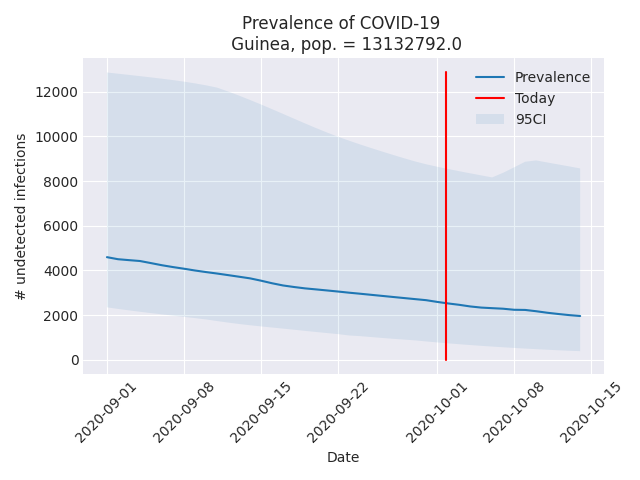 Prevalence of COVID-19
Guinea, pop. = 13132792.0
Prevalence
Today
95CI
# undetected infections
12000
10000
8000
6000
4000
2000
0
2020-09-01
2020-09-08
2020-09-15
2020-09-22
2020-10-01
2020-10-08
2020-10-15
Date